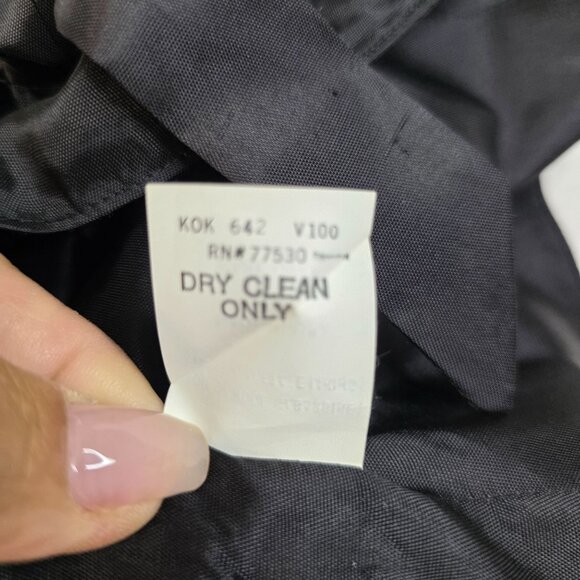 KOK 642 V100
RN# 77530
DRY CLEAN
ONLY